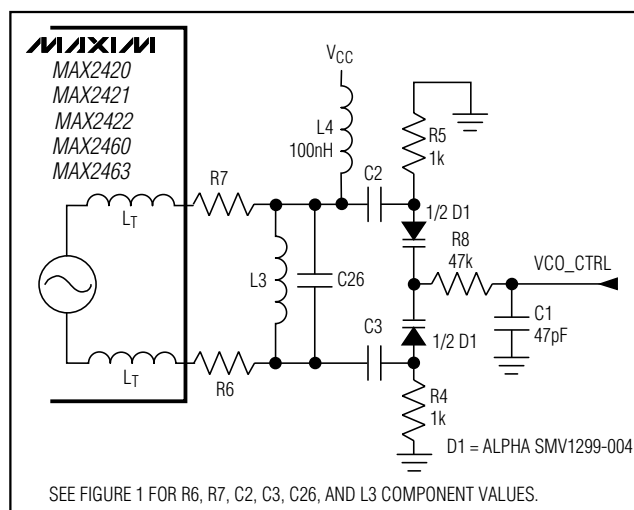 MAXIM
MAX2420
MAX2421
MAX2422
MAX2460
MAX2463
VCC
L4
100nH
R5
1k
R7
C2
1/2 D1
R8
47k
VCO_CTRL
LT
L3
C26
C1
47pF
C3
1/2 D1
LT
R6
R4
1k
D1 = ALPHA SMV1299-004
SEE FIGURE 1 FOR R6, R7, C2, C3, C26, AND L3 COMPONENT VALUES.